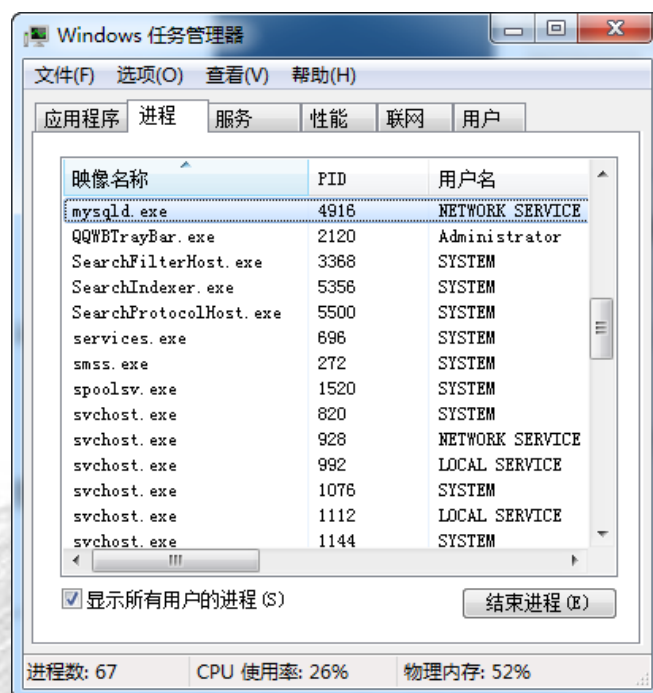 Windows 任务管理器
文件(F) 选项(O) 查看(V) 帮助(H)
应用程序 进程 服务 性能 联网 用户
映像名称 PID 用户名
mysqld.exe 4916 NETWORK SERVICE
QQWBTrayBar.exe 2120 Administrator
SearchFilterHost.exe 3368 SYSTEM
SearchIndexer.exe 5356 SYSTEM
SearchProtocolHost.exe 5500 SYSTEM
services.exe 696 SYSTEM
smss.exe 272 SYSTEM
spoolsv.exe 1520 SYSTEM
svchost.exe 820 SYSTEM
svchost.exe 928 NETWORK SERVICE
svchost.exe 992 LOCAL SERVICE
svchost.exe 1076 SYSTEM
svchost.exe 1112 LOCAL SERVICE
svchost.exe 1144 SYSTEM
显示所有用户的进程(S) 结束进程(E)
进程数: 67 CPU 使用率: 26% 物理内存: 52%